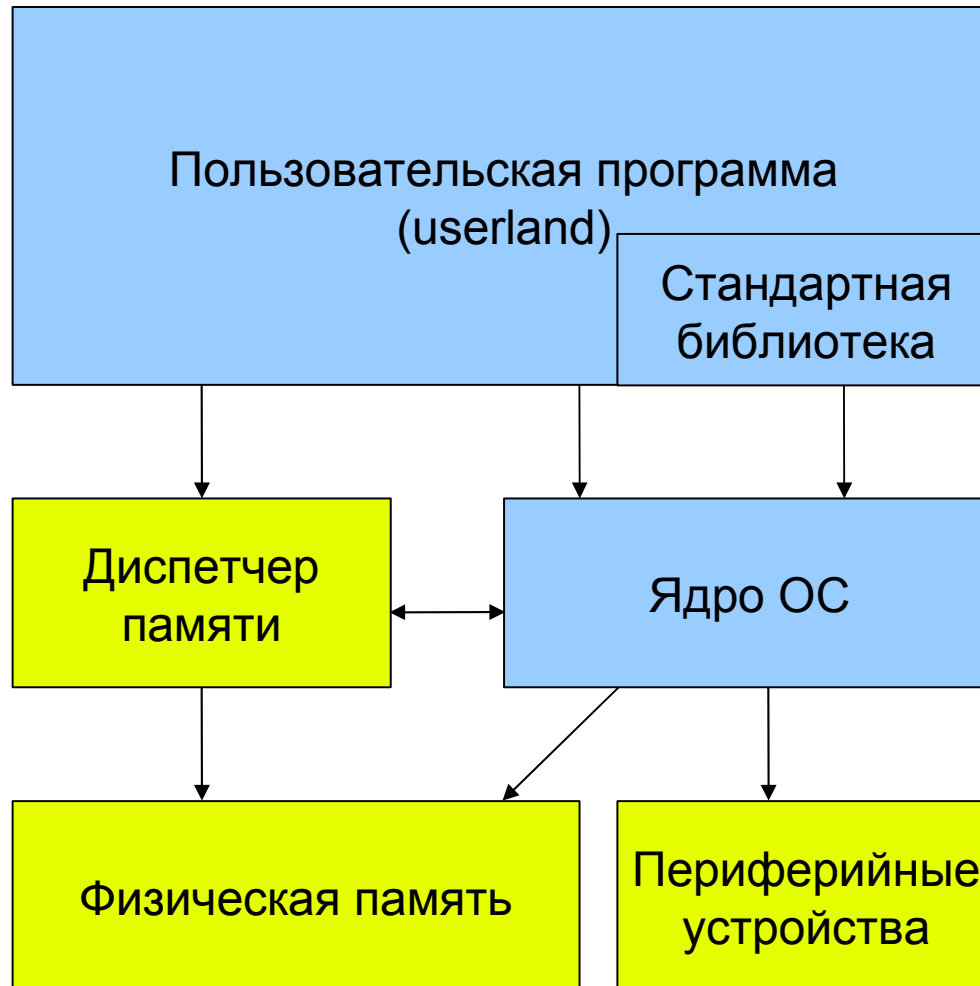 Пользовательская программа
(userland)
Стандартная
библиотека
Диспетчер
памяти
Ядро ОС
Физическая память
Периферийные
устройства